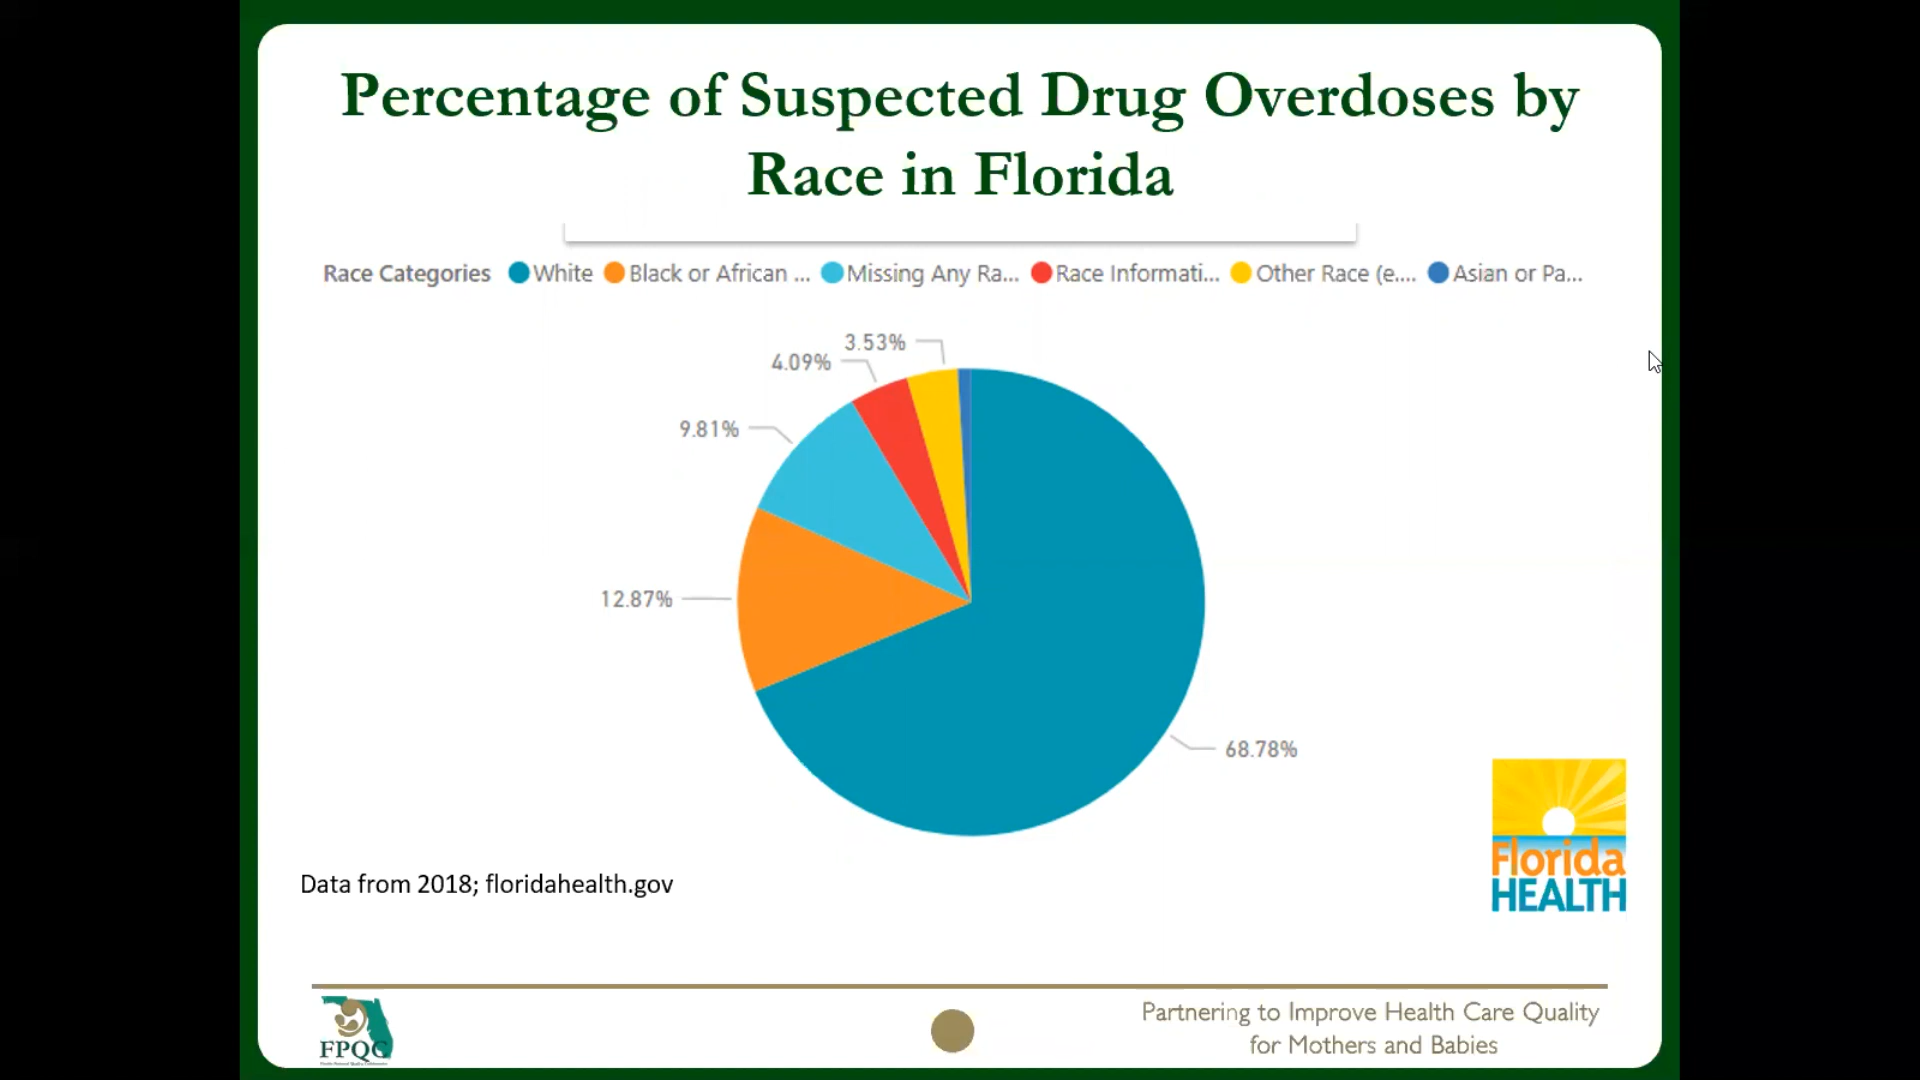 Percentage of Suspected Drug Overdoses by
Race in Florida
Race Categories White Black or African ... Missing Any Ra... Race Informati... Other Race (e.... Asian or Pa...
3.53%
4.09%
9.81%
12.87%
68.78%
Florida
HEALTH
Data from 2018; floridahealth.gov
Partnering to Improve Health Care Quality
for Mothers and Babies
FPQC